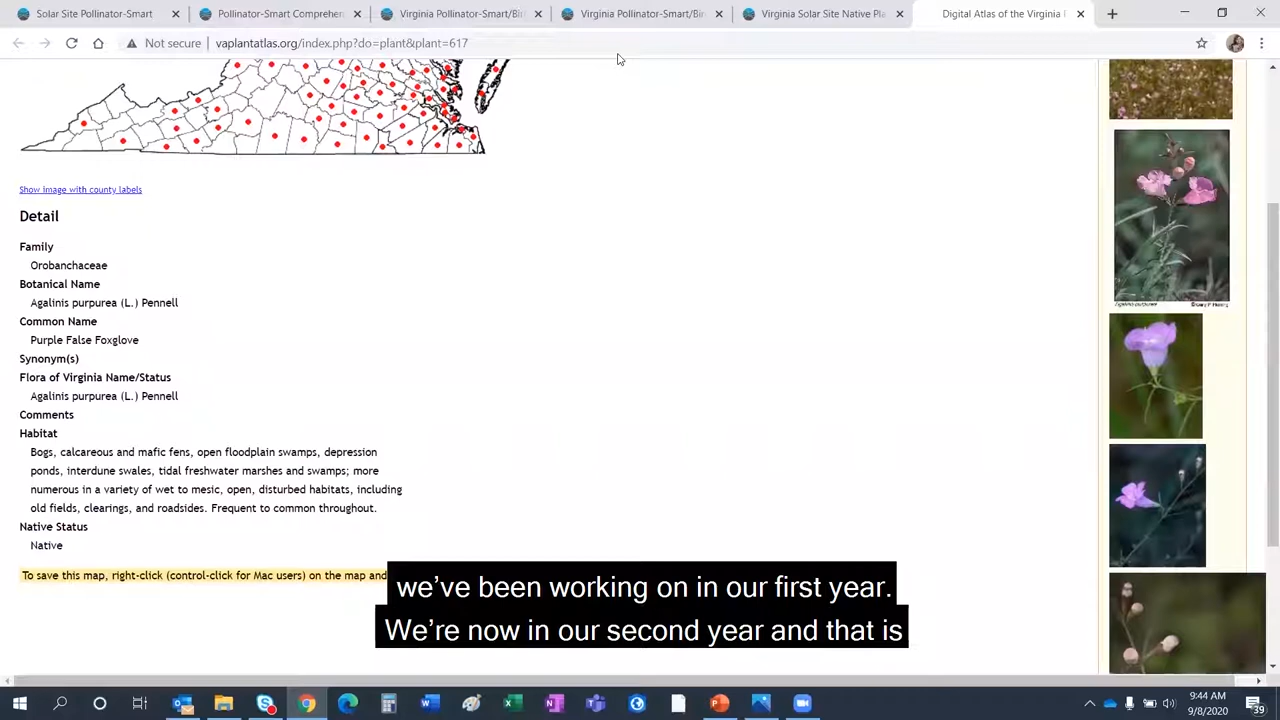 Solar Site Pollinator-Smart
Pollinator-Smart Comprehen
Virginia Pollinator-Smart/Bir
Virginia Pollinator-Smart/Bir
Virginia Solar Site Native Pla
Digital Atlas of the Virginia F
Not secure
vaplantatlas.org/index.php?do=plant&plant=617
Show image with county labels
Detail
Family
Orobanchaceae
Botanical Name
Agalinis purpurea (L.) Pennell
Common Name
Purple False Foxglove
Synonym(s)
Flora of Virginia Name/Status
Agalinis purpurea (L.) Pennell
Comments
Habitat
Bogs, calcareous and mafic fens, open floodplain swamps, depression
ponds, interdune swales, tidal freshwater marshes and swamps; more
numerous in a variety of wet to mesic, open, disturbed habitats, including
old fields, clearings, and roadsides. Frequent to common throughout.
Native Status
Native
To save this map, right-click (control-click for Mac users) on the map and
we’ve been working on in our first year.
We’re now in our second year and that is
9:44 AM
9/8/2020
39